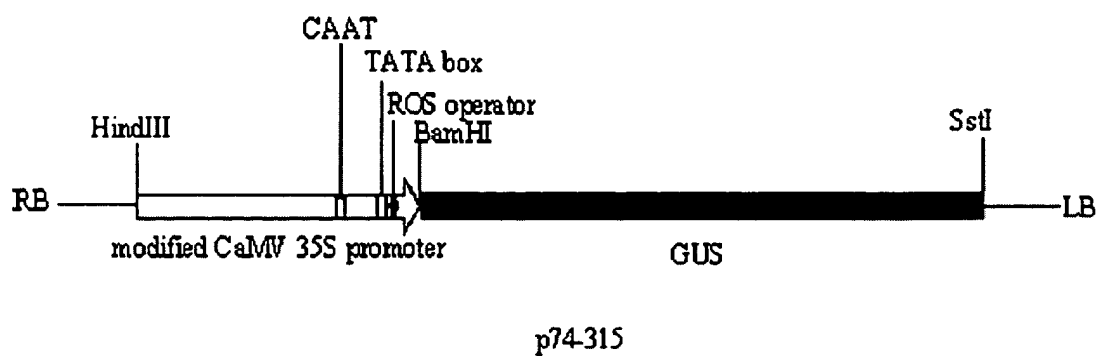 CAAT
TATA box
ROS operator
HindIII
BamHI
SstI
RB
LB
modified CaMV 35S promoter
GUS
p74-315